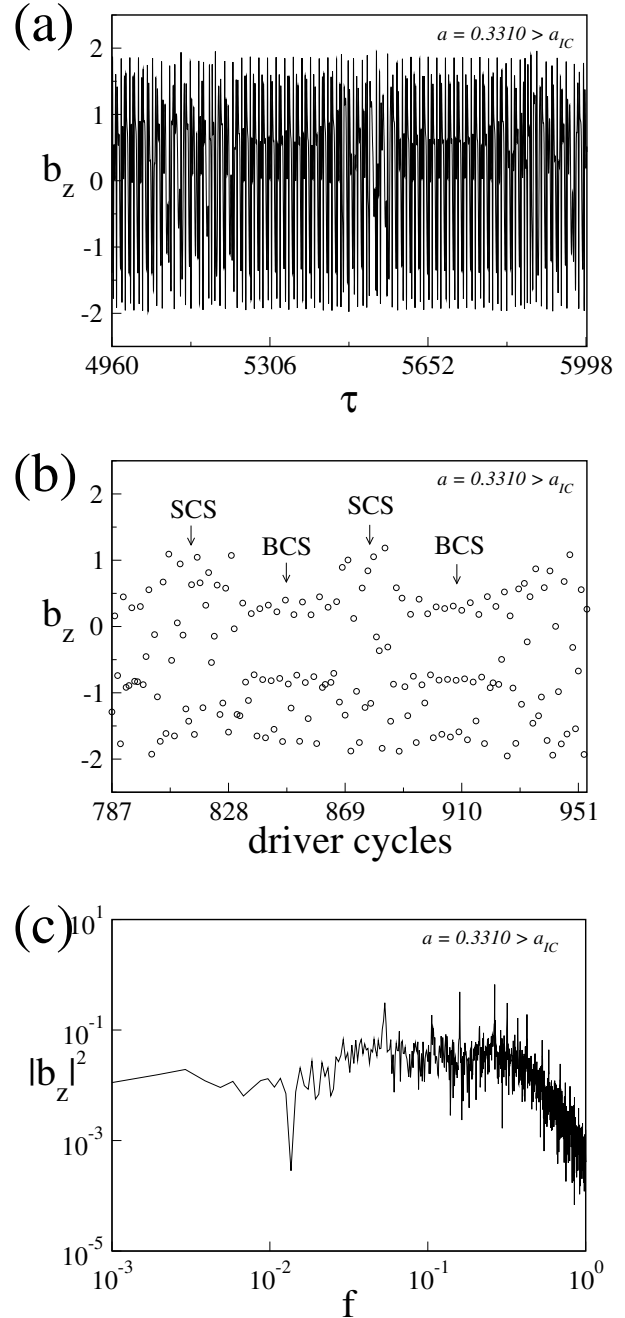 (a)
a = 0.3310 > a_IC
2
1
0
-1
-2
b_z
4960 5306 5652 5998
τ
(b)
a = 0.3310 > a_IC
SCS BCS SCS BCS
2
1
0
-1
-2
b_z
787 828 869 910 951
driver cycles
(c)
a = 0.3310 > a_IC
10^1
10^-1
10^-3
10^-5
|b_z|^2
10^-3 10^-2 10^-1 10^0
f